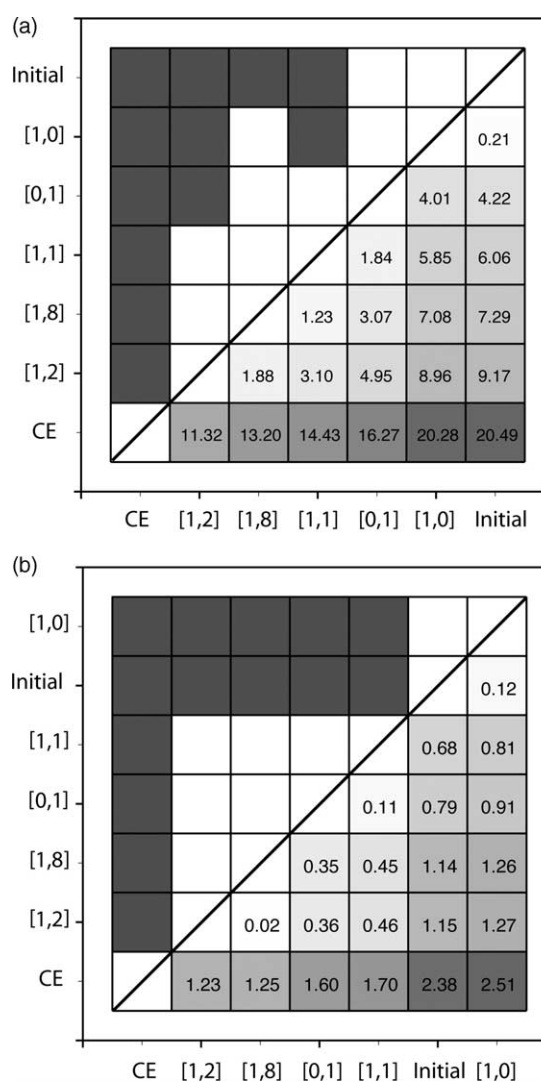 (a)
Initial
[1,0] 0.21
[0,1] 4.01 4.22
[1,1] 1.84 5.85 6.06
[1,8] 1.23 3.07 7.08 7.29
[1,2] 1.88 3.10 4.95 8.96 9.17
CE 11.32 13.20 14.43 16.27 20.28 20.49
CE [1,2] [1,8] [1,1] [0,1] [1,0] Initial
(b)
[1,0]
Initial 0.12
[1,1] 0.68 0.81
[0,1] 0.11 0.79 0.91
[1,8] 0.35 0.45 1.14 1.26
[1,2] 0.02 0.36 0.46 1.15 1.27
CE 1.23 1.25 1.60 1.70 2.38 2.51
CE [1,2] [1,8] [0,1] [1,1] Initial [1,0]